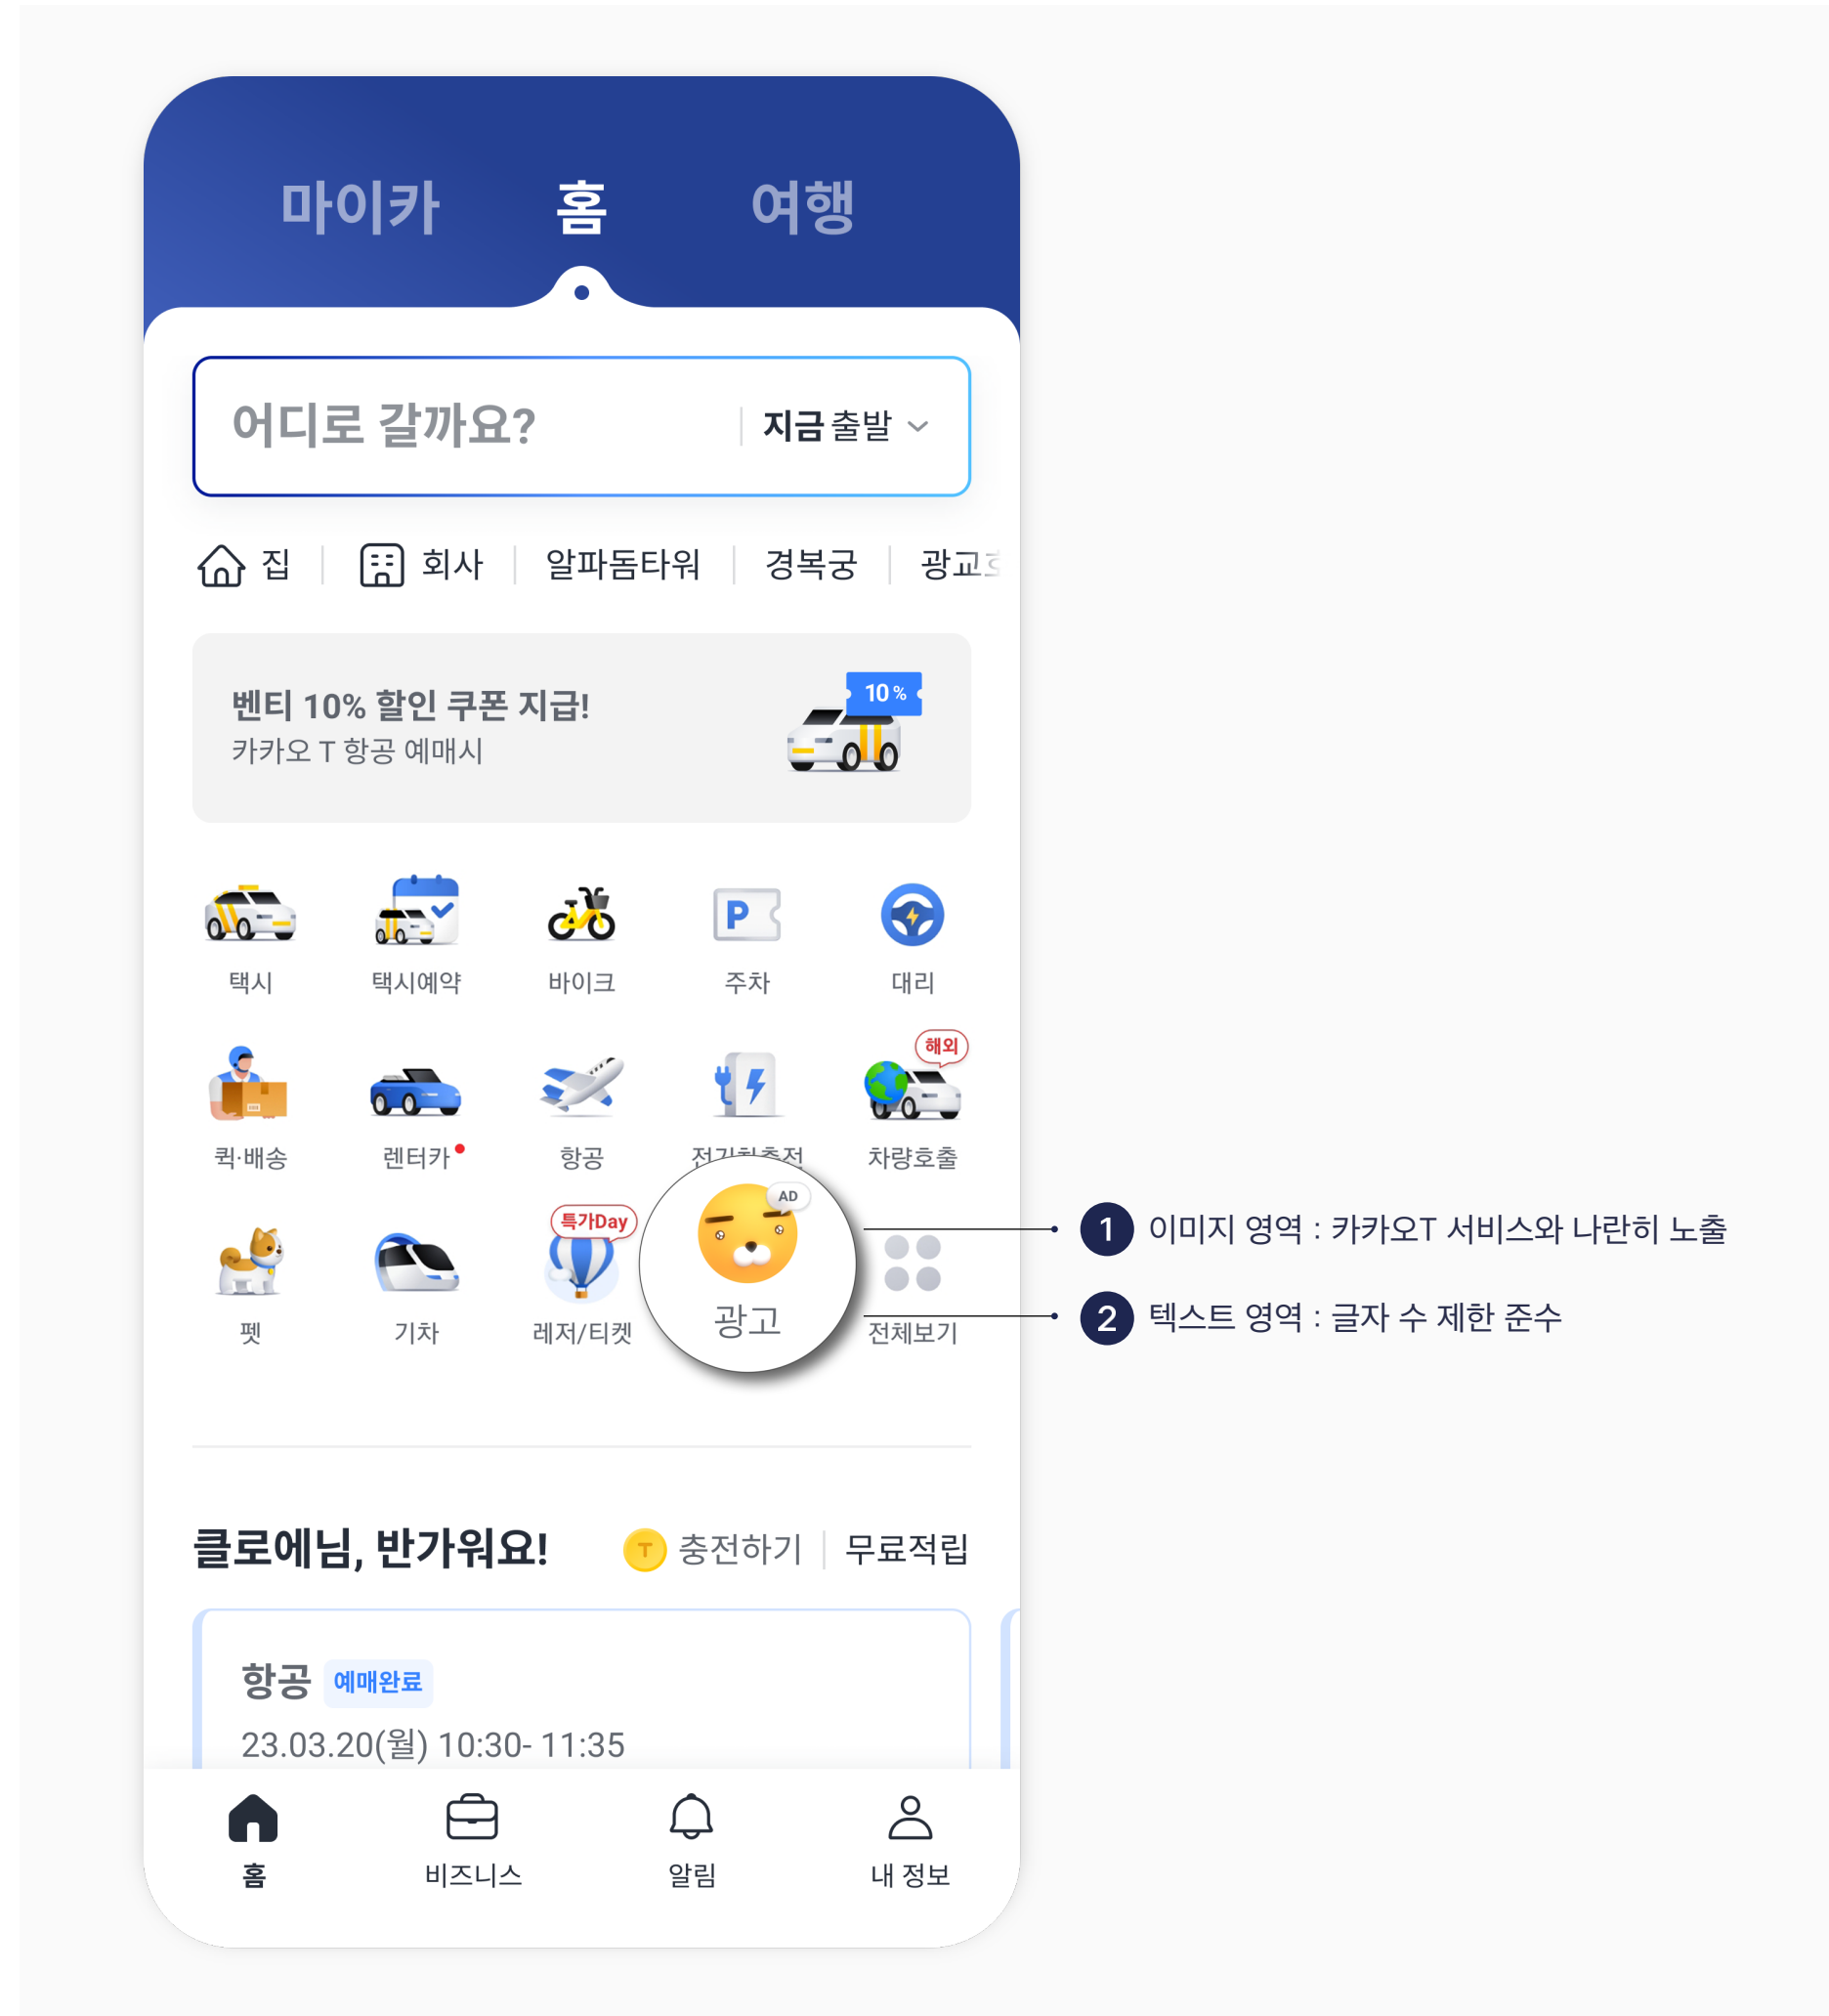 마이카 홈 여행
어디로 갈까요? 지금 출발
집 회사 알파돔타워 경복궁 광교
벤티 10% 할인 쿠폰 지급!
카카오 T 항공 예매시
10 %
P
택시 택시예약 바이크 주차 대리
해외
퀵·배송 렌터카 항공 차량호출
특가Day
AD
펫 기차 레저/티켓 광고 전체보기
1 이미지 영역 : 카카오T 서비스와 나란히 노출
2 텍스트 영역 : 글자 수 제한 준수
클로에님, 반가워요! T 충전하기 무료적립
항공 예매완료
23.03.20(월) 10:30- 11:35
홈 비즈니스 알림 내 정보